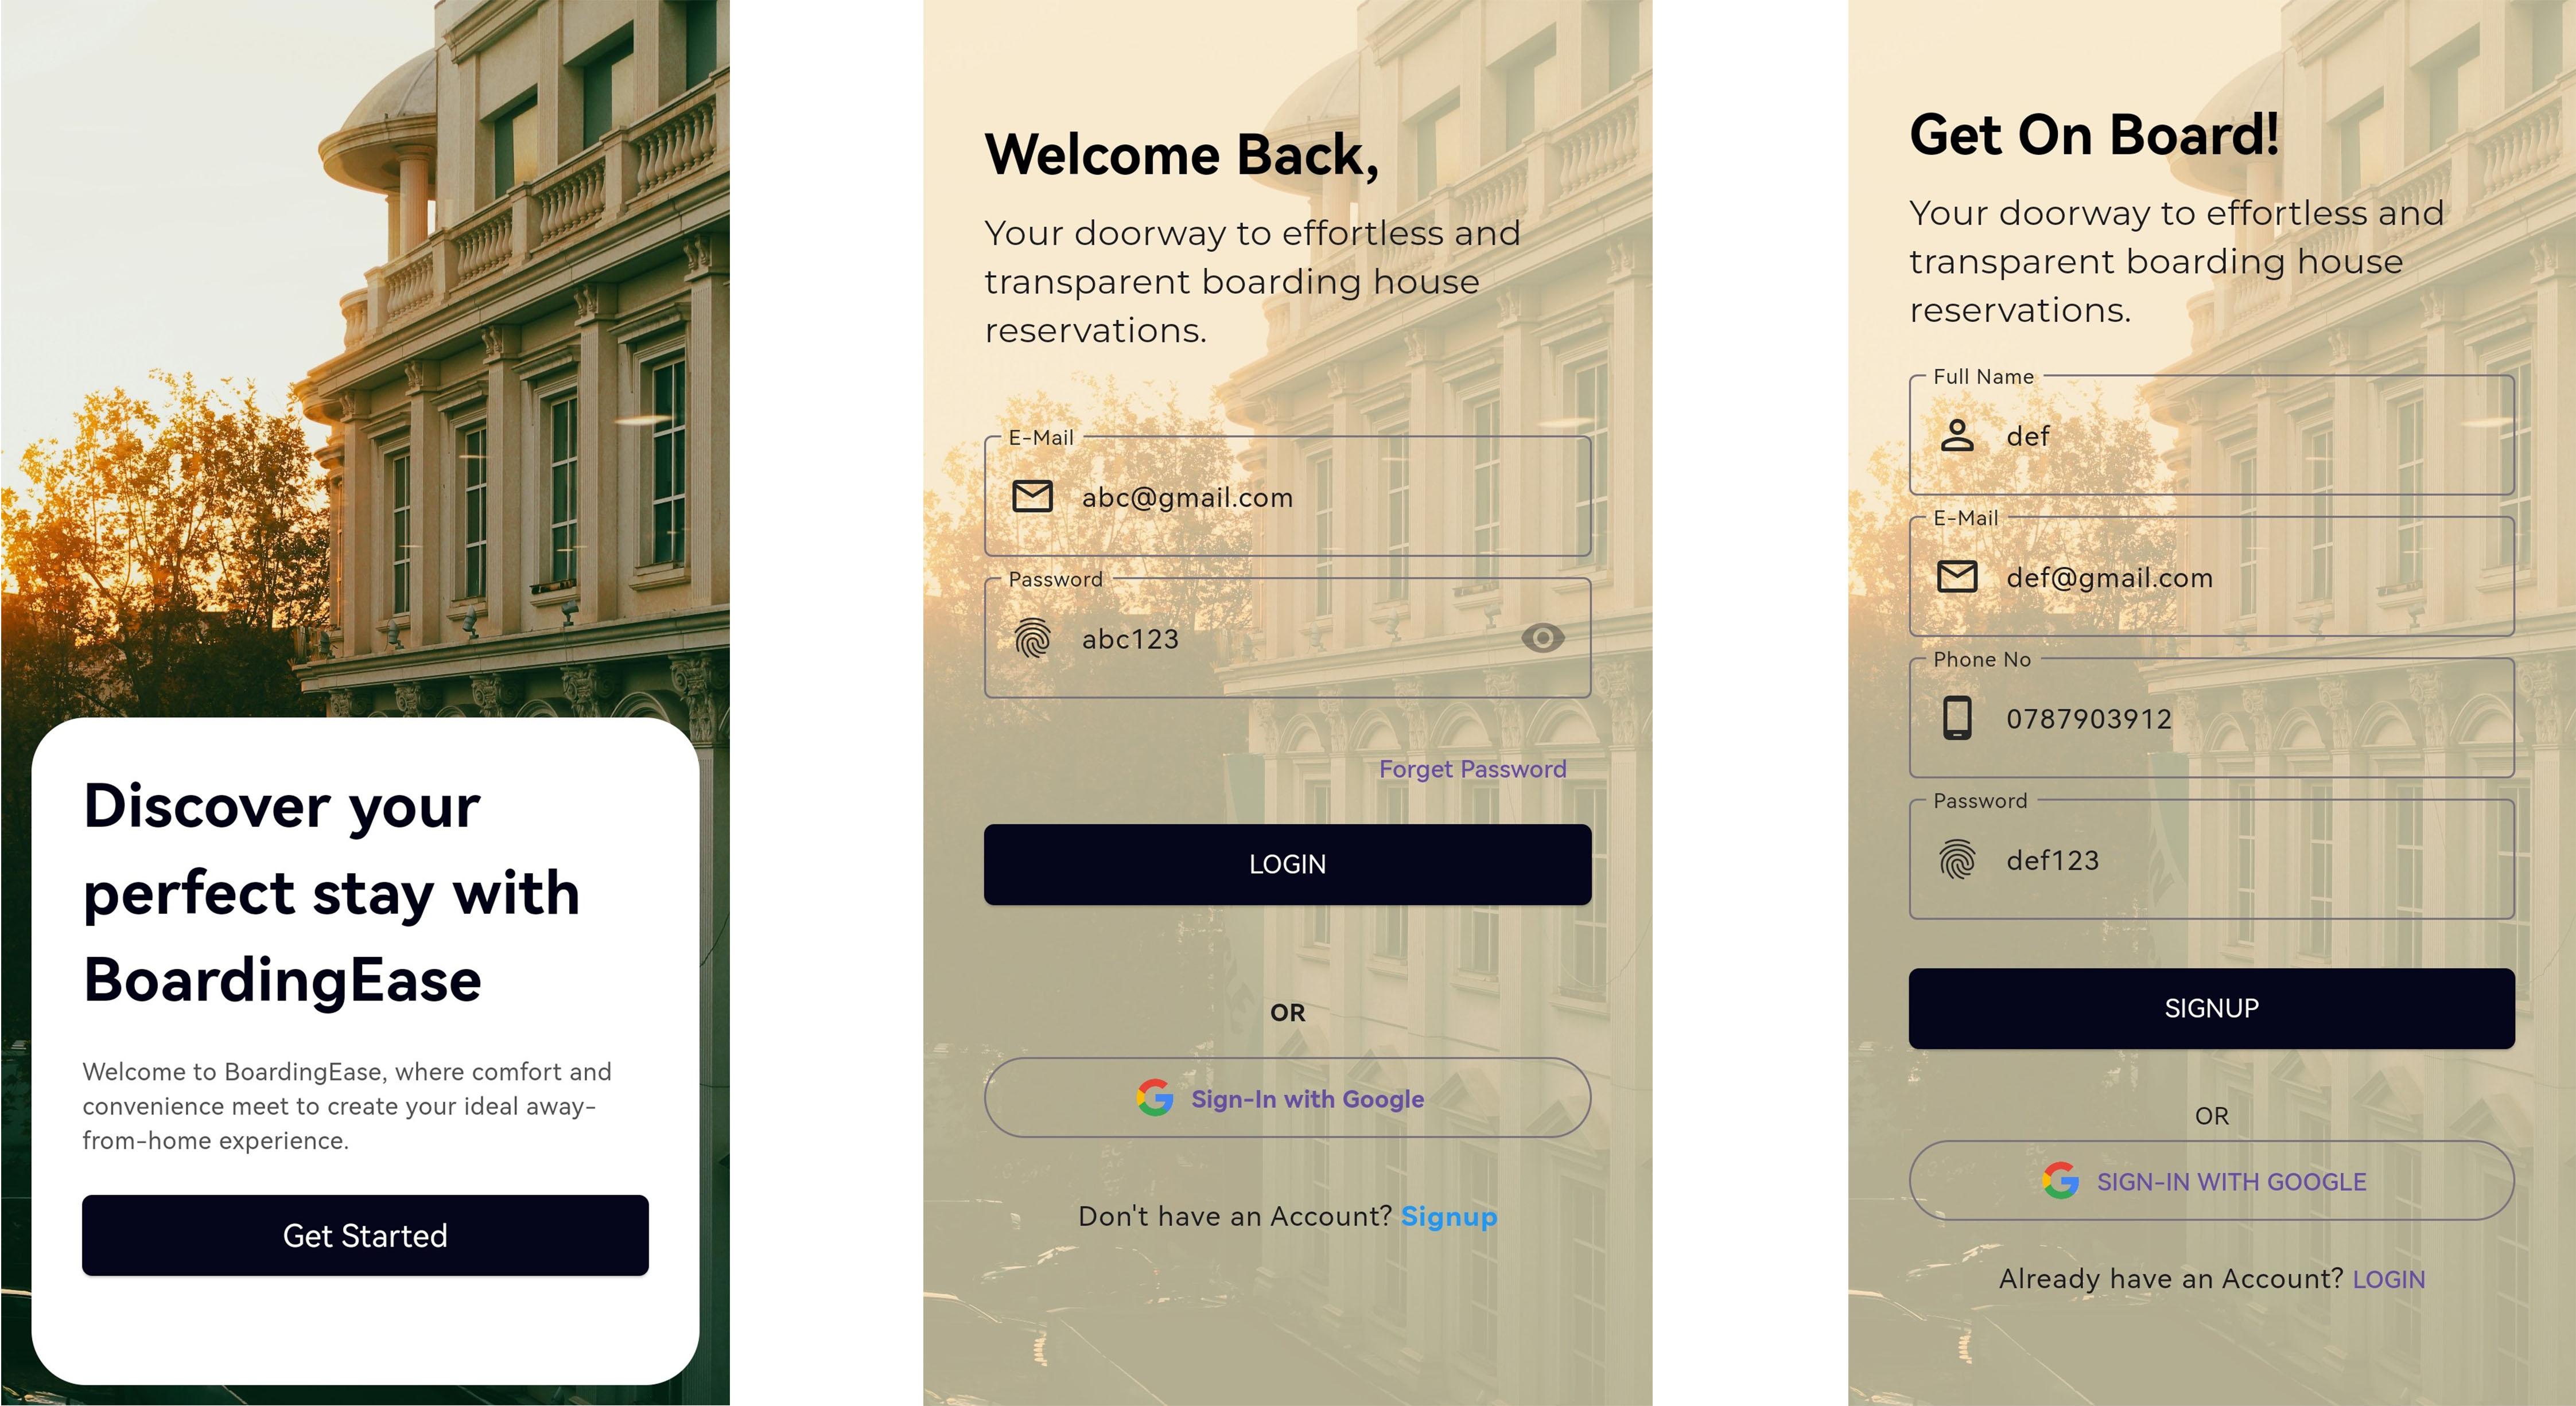 Discover your
perfect stay with
BoardingEase
Welcome to BoardingEase, where comfort and
convenience meet to create your ideal away-
from-home experience.
Get Started
Welcome Back,
Your doorway to effortless and
transparent boarding house
reservations.
E-Mail
abc@gmail.com
Password
abc123
Forget Password
LOGIN
OR
Sign-In with Google
Don't have an Account? Signup
Get On Board!
Your doorway to effortless and
transparent boarding house
reservations.
Full Name
def
E-Mail
def@gmail.com
Phone No
0787903912
Password
def123
SIGNUP
OR
SIGN-IN WITH GOOGLE
Already have an Account? LOGIN